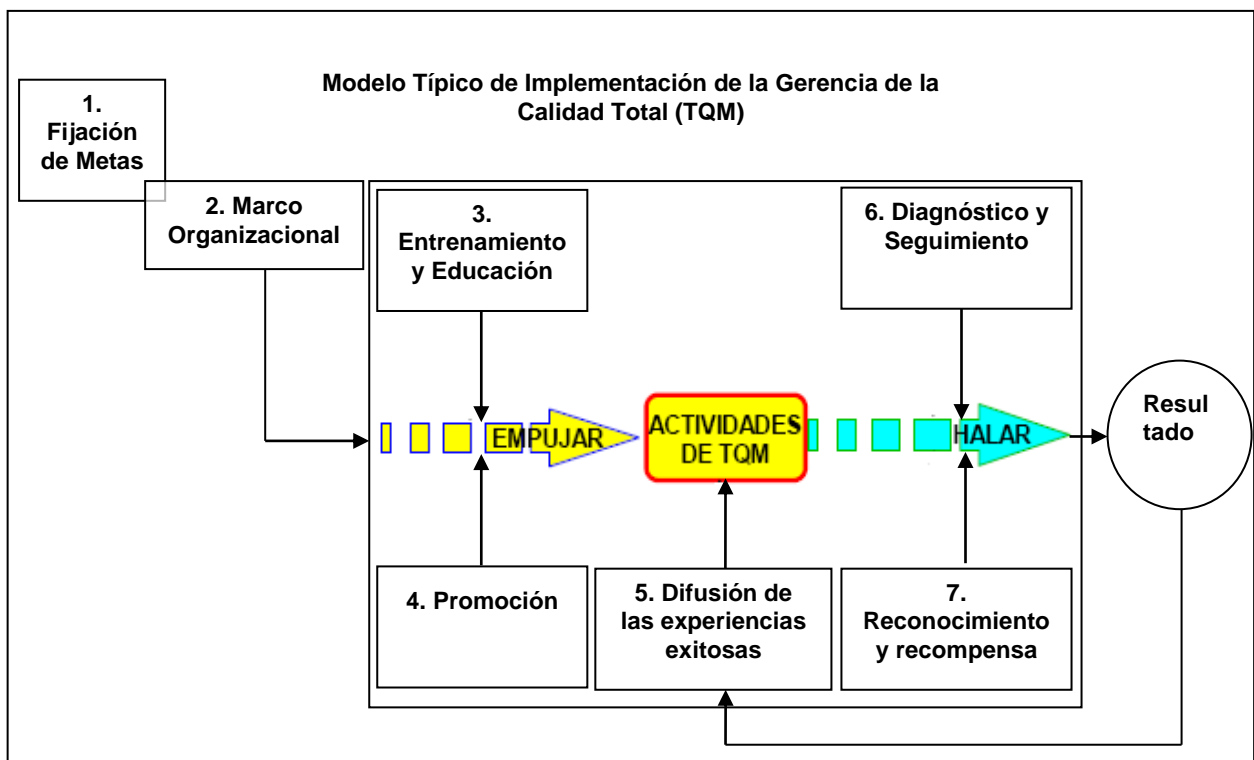 Modelo Típico de Implementación de la Gerencia de la
Calidad Total (TQM)
1.
Fijación
de Metas
2. Marco
Organizacional
3.
Entrenamiento
y Educación
6. Diagnóstico y
Seguimiento
EMPUJAR
ACTIVIDADES
DE TQM
HALAR
Resul
tado
4. Promoción
5. Difusión de
las experiencias
exitosas
7.
Reconocimiento
y recompensa